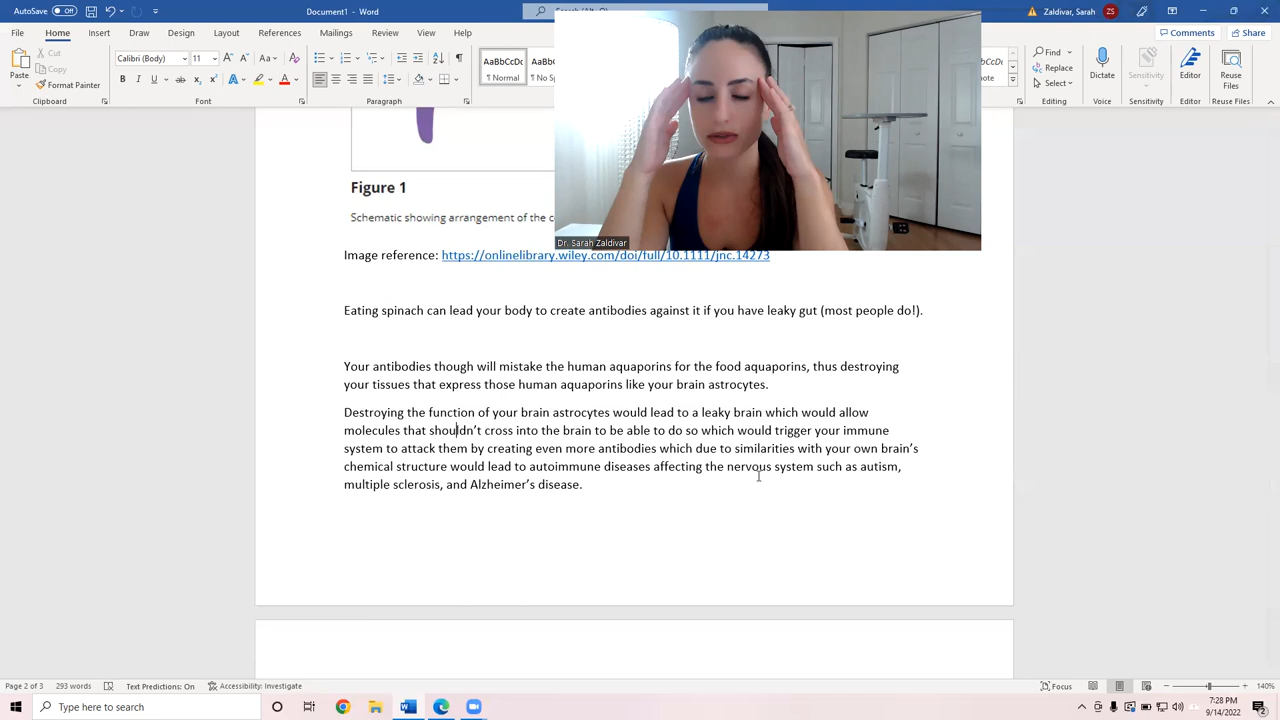 AutoSave Off
Document1 - Word
Search (Alt+Q)
Zaldivar, Sarah
File Home Insert Draw Design Layout References Mailings Review View Help
Comments Share
Cut
Copy
Format Painter
Paste
Calibri (Body) 11
AaBbCcDc
¶ Normal
AaBbCc
¶ No Sp
Find
Replace
Select
Dictate
Sensitivity
Editor
Reuse
Files
Clipboard Font Paragraph Editing Voice Sensitivity Editor Reuse Files
Figure 1
Schematic showing arrangement of the c
Dr. Sarah Zaldivar
Image reference: https://onlinelibrary.wiley.com/doi/full/10.1111/jnc.14273
Eating spinach can lead your body to create antibodies against it if you have leaky gut (most people do!).
Your antibodies though will mistake the human aquaporins for the food aquaporins, thus destroying
your tissues that express those human aquaporins like your brain astrocytes.
Destroying the function of your brain astrocytes would lead to a leaky brain which would allow
molecules that shouldn’t cross into the brain to be able to do so which would trigger your immune
system to attack them by creating even more antibodies which due to similarities with your own brain’s
chemical structure would lead to autoimmune diseases affecting the nervous system such as autism,
multiple sclerosis, and Alzheimer’s disease.
Page 2 of 3 293 words Text Predictions: On Accessibility: Investigate Focus 140%
Type here to search
7:28 PM
9/14/2022